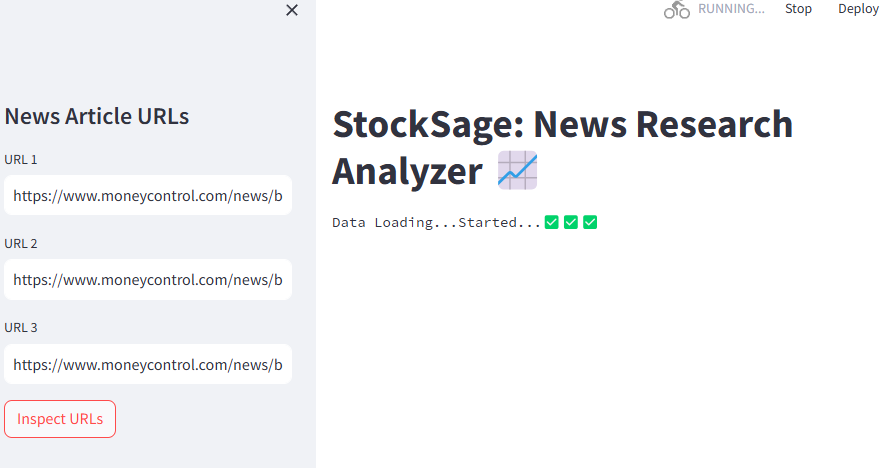 RUNNING...
Stop
Deploy
News Article URLs
URL 1
https://www.moneycontrol.com/news/b
URL 2
https://www.moneycontrol.com/news/b
URL 3
https://www.moneycontrol.com/news/b
Inspect URLs
StockSage: News Research
Analyzer
Data Loading...Started...